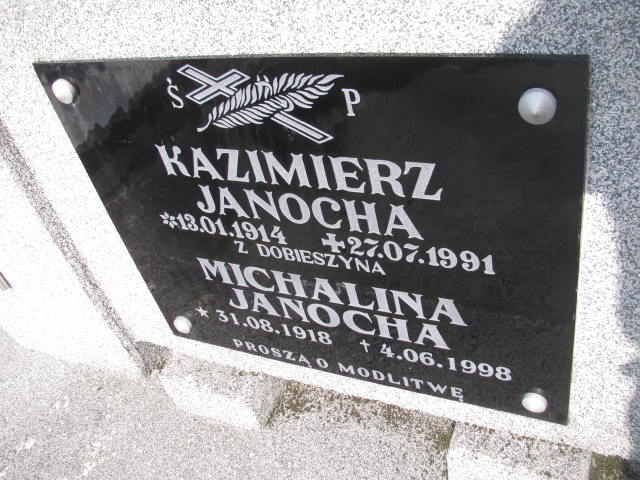 Ś P
KAZIMIERZ
JANOCHA
*13.01.1914 ✝27.07.1991
Z DOBIESZYNA
MICHALINA
JANOCHA
* 31.08.1918 † 4.06.1998
PROSZĄ O MODLITWĘ